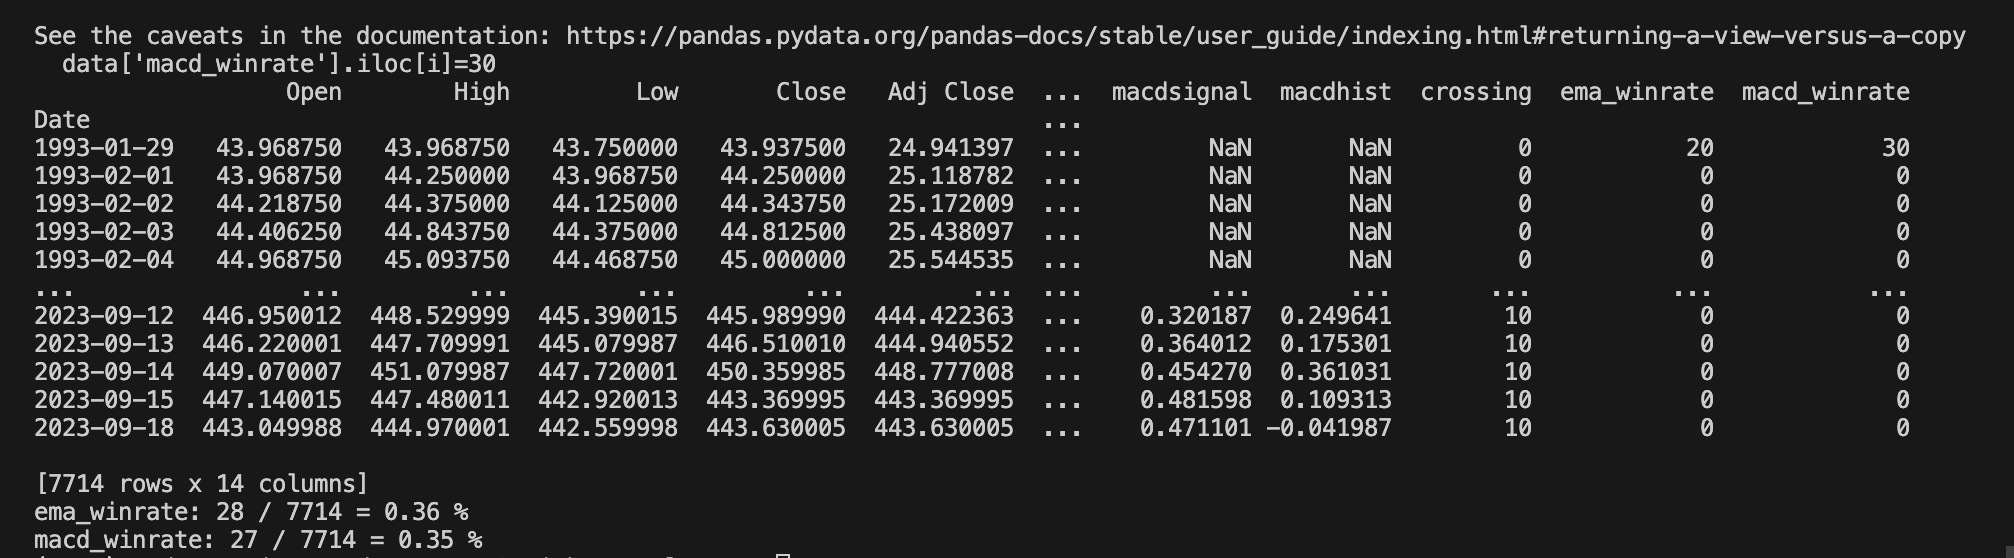 See the caveats in the documentation: https://pandas.pydata.org/pandas-docs/stable/user_guide/indexing.html#returning-a-view-versus-a-copy
data['macd_winrate'].iloc[i]=30
Open High Low Close Adj Close ... macdsignal macdhist crossing ema_winrate macd_winrate
Date ...
1993-01-29 43.968750 43.968750 43.750000 43.937500 24.941397 ... NaN NaN 0 20 30
1993-02-01 43.968750 44.250000 43.968750 44.250000 25.118782 ... NaN NaN 0 0 0
1993-02-02 44.218750 44.375000 44.125000 44.343750 25.172009 ... NaN NaN 0 0 0
1993-02-03 44.406250 44.843750 44.375000 44.812500 25.438097 ... NaN NaN 0 0 0
1993-02-04 44.968750 45.093750 44.468750 45.000000 25.544535 ... NaN NaN 0 0 0
... ... ... ... ... ... ... ... ... ... ... ...
2023-09-12 446.950012 448.529999 445.390015 445.989990 444.422363 ... 0.320187 0.249641 10 0 0
2023-09-13 446.220001 447.709991 445.079987 446.510010 444.940552 ... 0.364012 0.175301 10 0 0
2023-09-14 449.070007 451.079987 447.720001 450.359985 448.777008 ... 0.454270 0.361031 10 0 0
2023-09-15 447.140015 447.480011 442.920013 443.369995 443.369995 ... 0.481598 0.109313 10 0 0
2023-09-18 443.049988 444.970001 442.559998 443.630005 443.630005 ... 0.471101 -0.041987 10 0 0
[7714 rows x 14 columns]
ema_winrate: 28 / 7714 = 0.36 %
macd_winrate: 27 / 7714 = 0.35 %